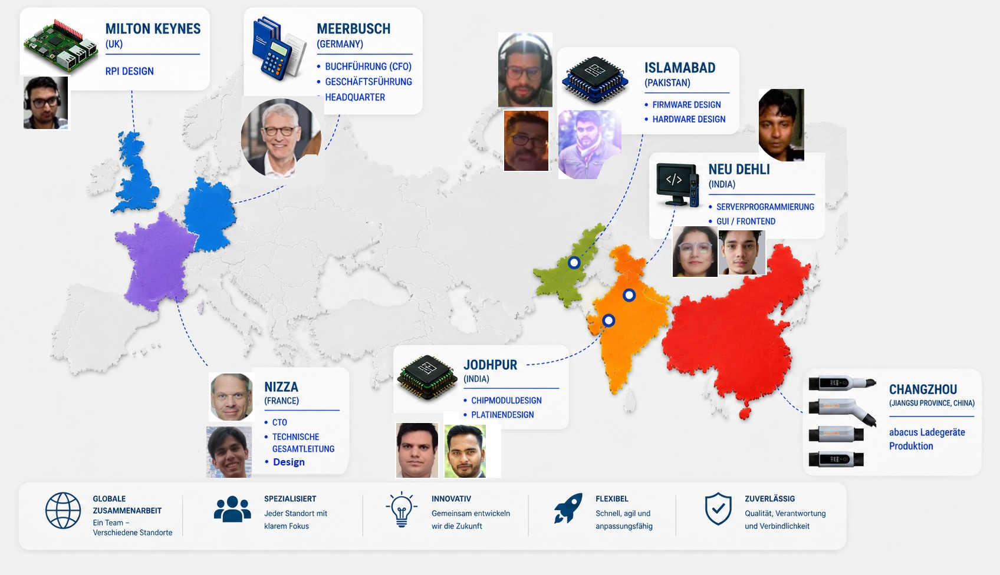 MILTON KEYNES
(UK)
RPI DESIGN
MEERBUSCH
(GERMANY)
• BUCHFÜHRUNG (CFO)
• GESCHÄFTSFÜHRUNG
• HEADQUARTER
ISLAMABAD
(PAKISTAN)
• FIRMWARE DESIGN
• HARDWARE DESIGN
NEU DEHLI
(INDIA)
• SERVERPROGRAMMIERUNG
• GUI / FRONTEND
</>
NIZZA
(FRANCE)
• CTO
• TECHNISCHE
GESAMTLEITUNG
• Design
JODHPUR
(INDIA)
• CHIPMODULDESIGN
• PLATINENDESIGN
CHANGZHOU
(JIANGSU PROVINCE, CHINA)
abacus Ladegeräte
Produktion
GLOBALE
ZUSAMMENARBEIT
Ein Team –
Verschiedene Standorte
SPEZIALISIERT
Jeder Standort mit
klarem Fokus
INNOVATIV
Gemeinsam entwickeln
wir die Zukunft
FLEXIBEL
Schnell, agil und
anpassungsfähig
ZUVERLÄSSIG
Qualität, Verantwortung
und Verbindlichkeit